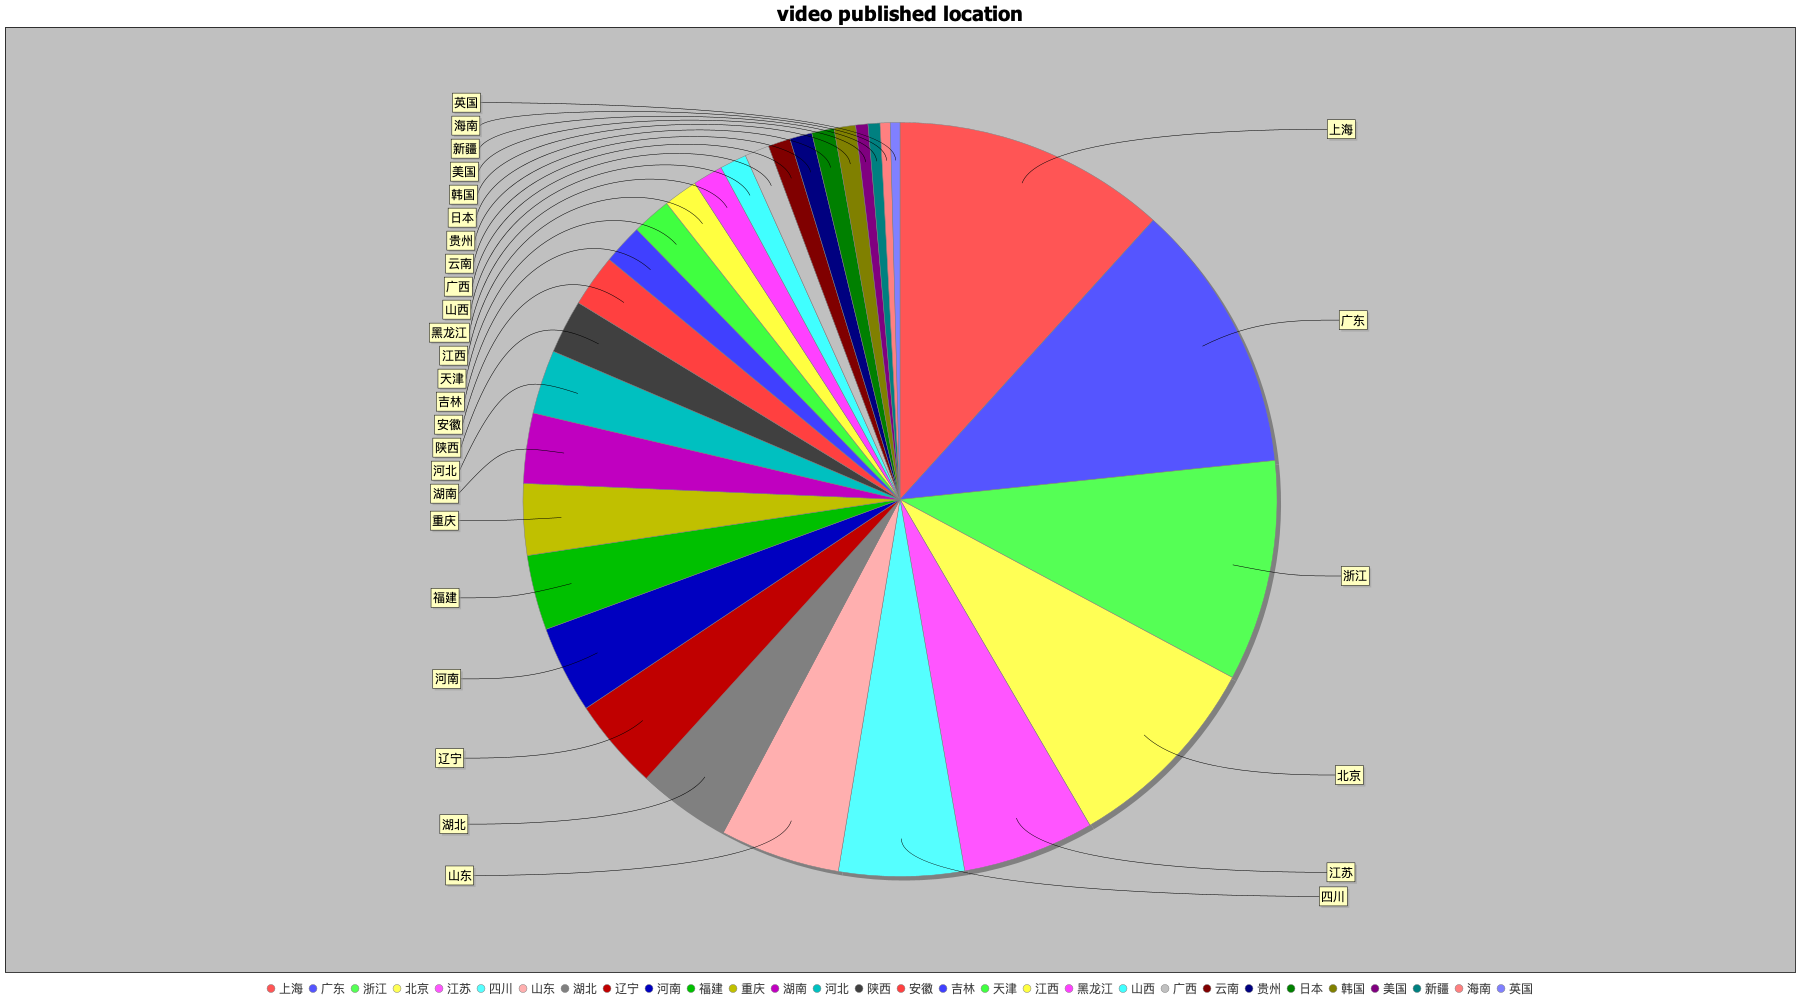 video published location
英国
海南
新疆
美国
韩国
日本
贵州
云南
广西
山西
黑龙江
江西
天津
吉林
安徽
陕西
河北
湖南
重庆
福建
河南
辽宁
湖北
山东
上海
广东
浙江
北京
江苏
四川
上海 广东 浙江 北京 江苏 四川 山东 湖北 辽宁 河南 福建 重庆 湖南 河北 陕西 安徽 吉林 天津 江西 黑龙江 山西 广西 云南 贵州 日本 韩国 美国 新疆 海南 英国